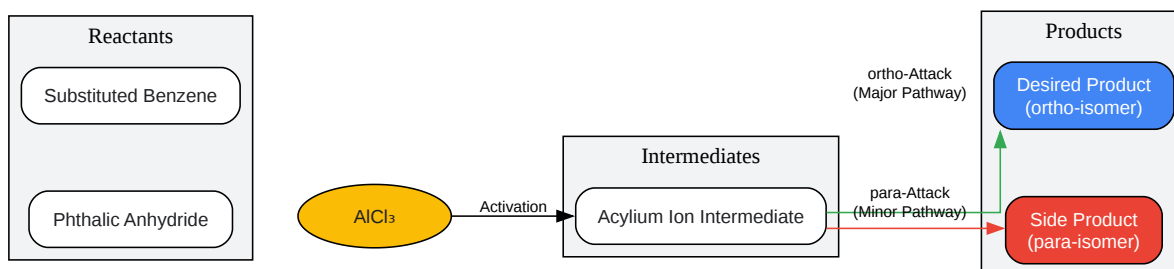 Reactants
Substituted Benzene
Phthalic Anhydride
AlCl₃
Activation
Intermediates
Acylium Ion Intermediate
ortho-Attack
(Major Pathway)
para-Attack
(Minor Pathway)
Products
Desired Product
(ortho-isomer)
Side Product
(para-isomer)